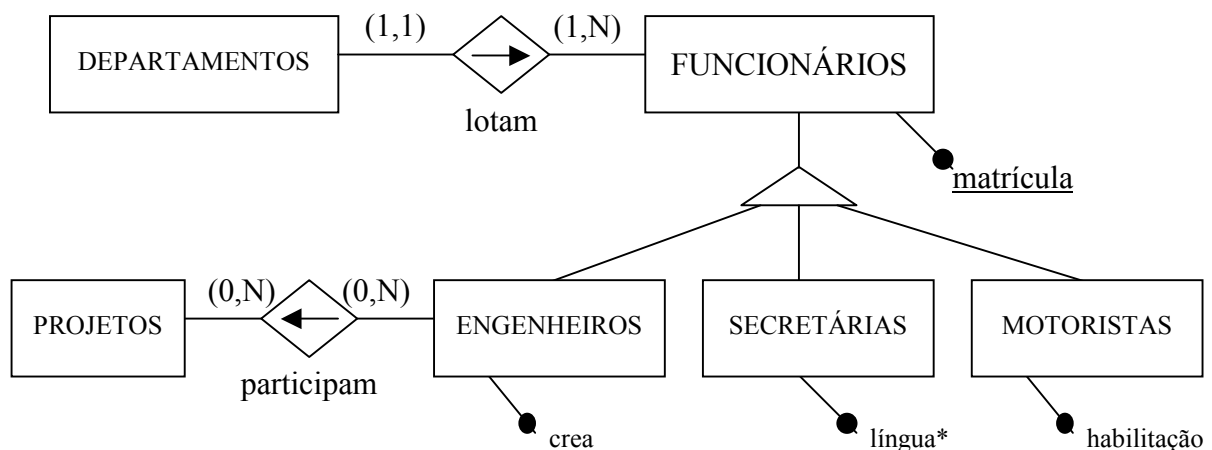 (1,1)
(1,N)
DEPARTAMENTOS
FUNCIONÁRIOS
lotam
matrícula
(0,N)
(0,N)
PROJETOS
ENGENHEIROS
SECRETÁRIAS
MOTORISTAS
participam
crea
língua*
habilitação